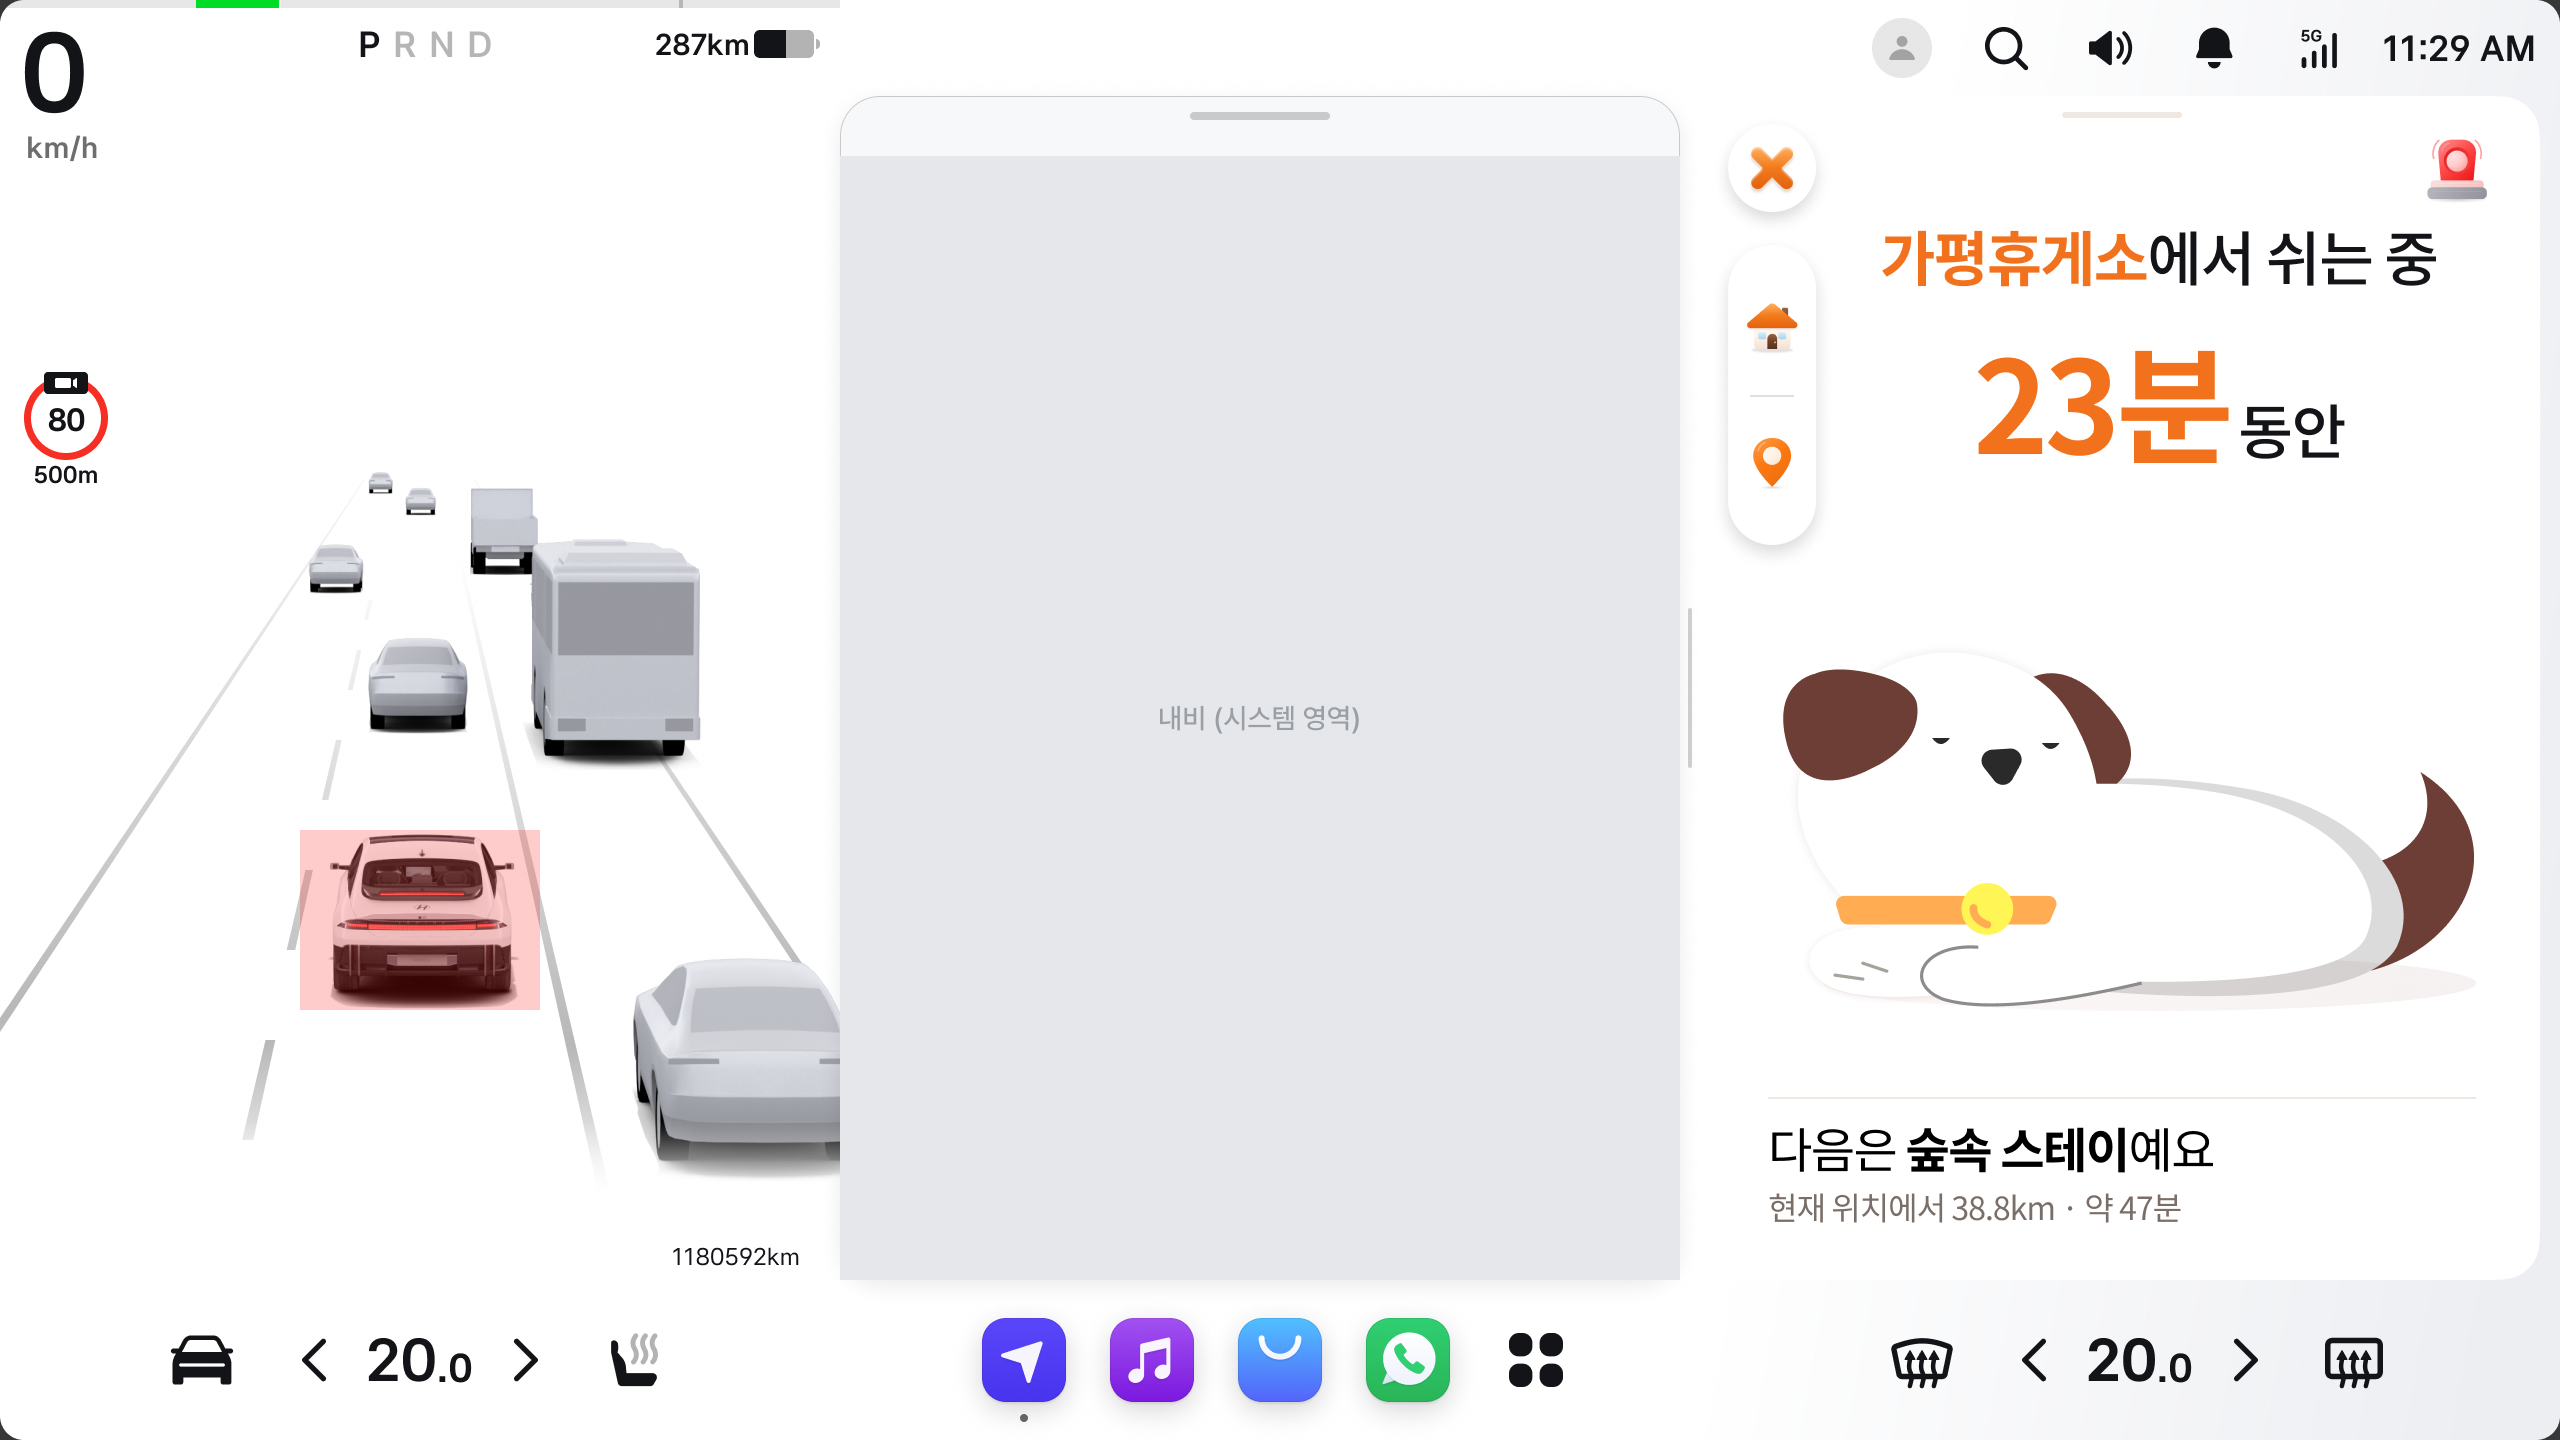 0
km/h
P R N D
287km
5G
11:29 AM
80
500m
내비 (시스템 영역)
가평휴게소에서 쉬는 중
23분 동안
다음은 숲속 스테이예요
현재 위치에서 38.8km · 약 47분
1180592km
20.0
20.0